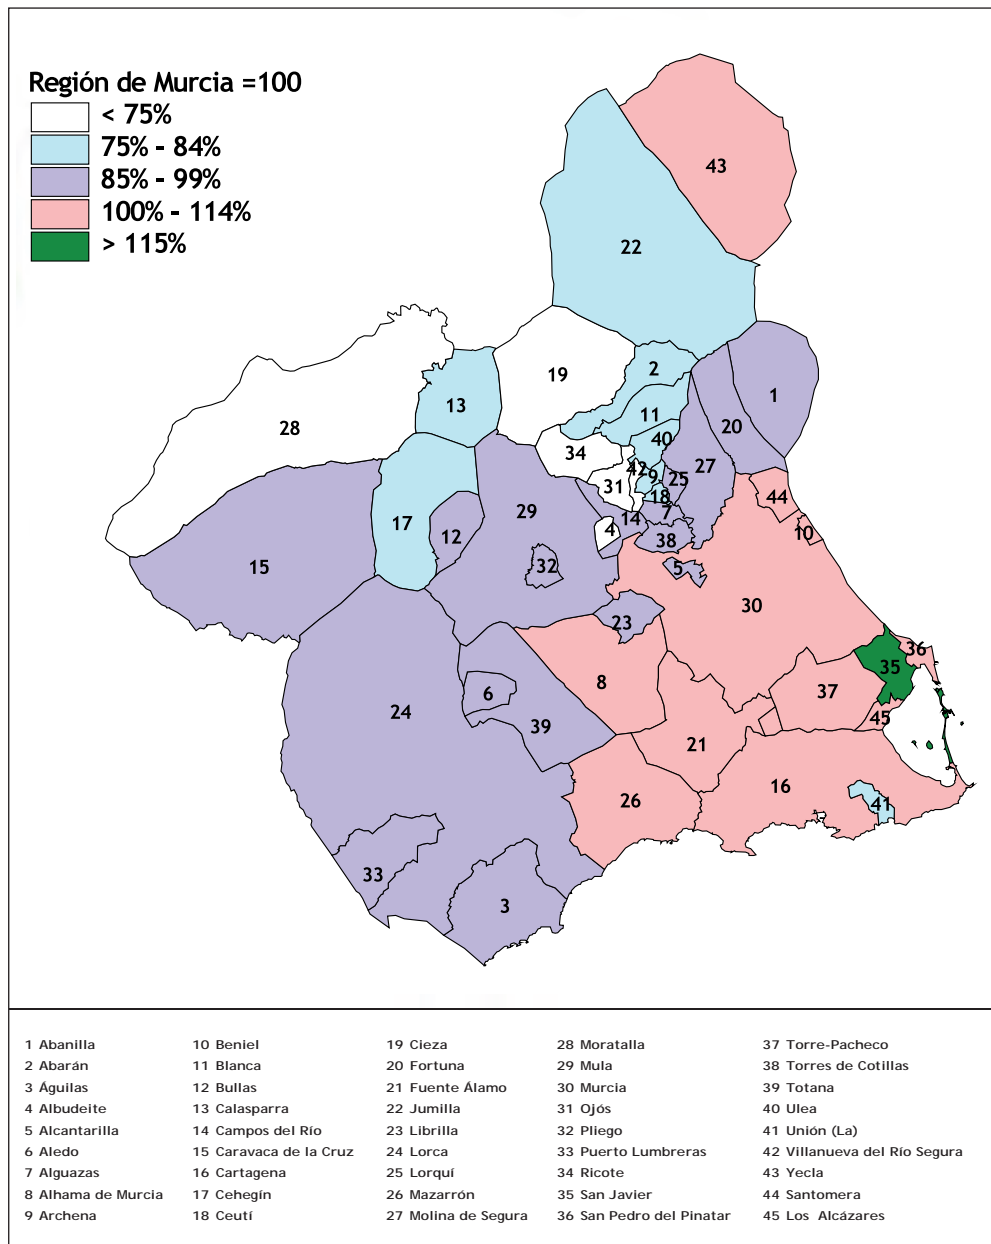 Región de Murcia =100
< 75%
75% - 84%
85% - 99%
100% - 114%
> 115%
43
22
19
2
1
13
11
28
20
40
34
27
42
9
25
31
18
44
29
7
14
17
4
10
12
38
15
32
5
30
23
36
35
8
37
6
24
45
39
21
16
26
41
33
3
1 Abanilla
2 Abarán
3 Águilas
4 Albudeite
5 Alcantarilla
6 Aledo
7 Alguazas
8 Alhama de Murcia
9 Archena
10 Beniel
11 Blanca
12 Bullas
13 Calasparra
14 Campos del Río
15 Caravaca de la Cruz
16 Cartagena
17 Cehegín
18 Ceutí
19 Cieza
20 Fortuna
21 Fuente Álamo
22 Jumilla
23 Librilla
24 Lorca
25 Lorquí
26 Mazarrón
27 Molina de Segura
28 Moratalla
29 Mula
30 Murcia
31 Ojós
32 Pliego
33 Puerto Lumbreras
34 Ricote
35 San Javier
36 San Pedro del Pinatar
37 Torre-Pacheco
38 Torres de Cotillas
39 Totana
40 Ulea
41 Unión (La)
42 Villanueva del Río Segura
43 Yecla
44 Santomera
45 Los Alcázares